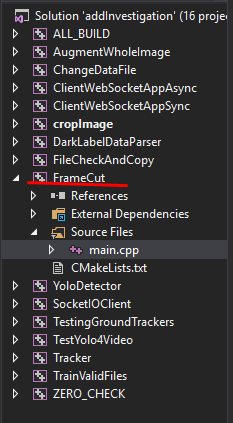 Solution 'addInvestigation' (16 proje
ALL_BUILD
AugmentWholeImage
ChangeDataFile
ClientWebSocketAppAsync
ClientWebSocketAppSync
cropImage
DarkLabelDataParser
FileCheckAndCopy
FrameCut
References
External Dependencies
Source Files
main.cpp
CMakeLists.txt
YoloDetector
SocketIOClient
TestingGroundTrackers
TestYolo4Video
Tracker
TrainValidFiles
ZERO_CHECK